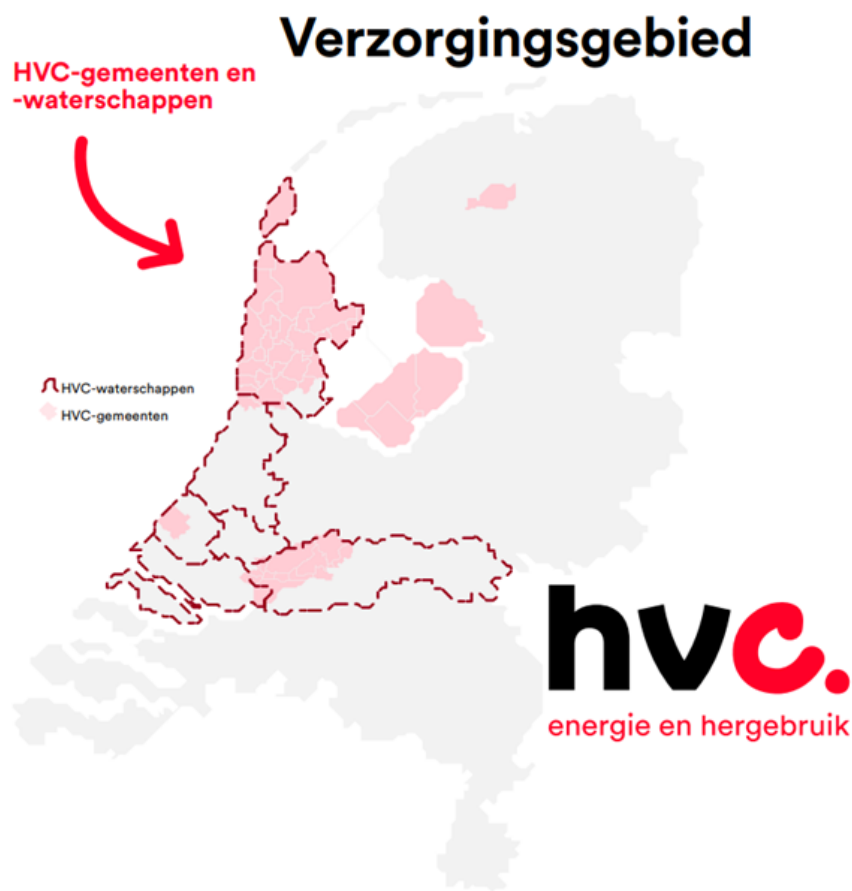 Verzorgingsgebied
HVC-gemeenten en
-waterschappen
HVC-waterschappen
HVC-gemeenten
hvc.
energie en hergebruik